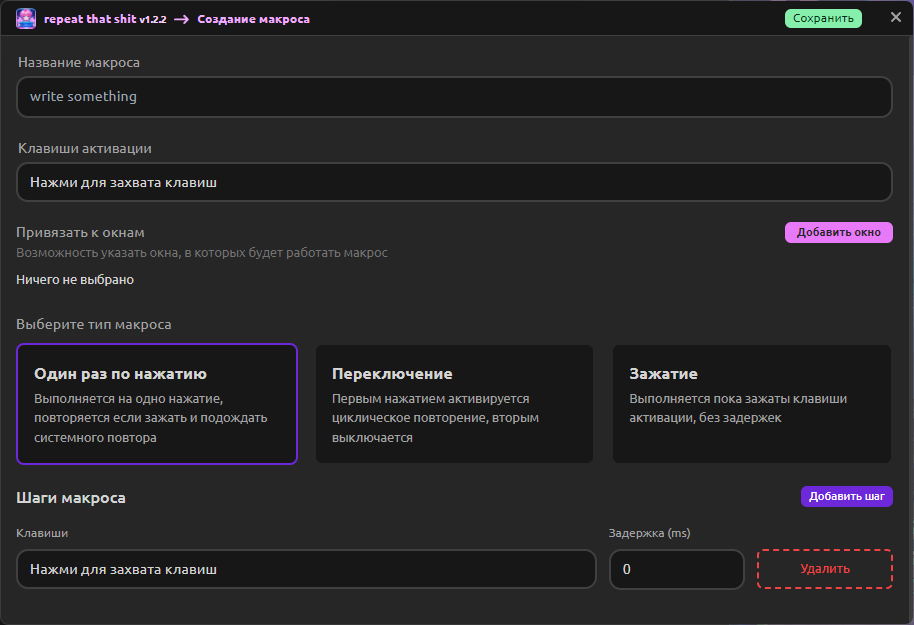 repeat that shit v1.2.2 → Создание макроса
Сохранить
Название макроса
write something
Клавиши активации
Нажми для захвата клавиш
Привязать к окнам
Добавить окно
Возможность указать окна, в которых будет работать макрос
Ничего не выбрано
Выберите тип макроса
Один раз по нажатию
Выполняется на одно нажатие,
повторяется если зажать и подождать
системного повтора
Переключение
Первым нажатием активируется
циклическое повторение, вторым
выключается
Зажатие
Выполняется пока зажаты клавиши
активации, без задержек
Шаги макроса
Добавить шаг
Клавиши
Задержка (ms)
Нажми для захвата клавиш
0
Удалить